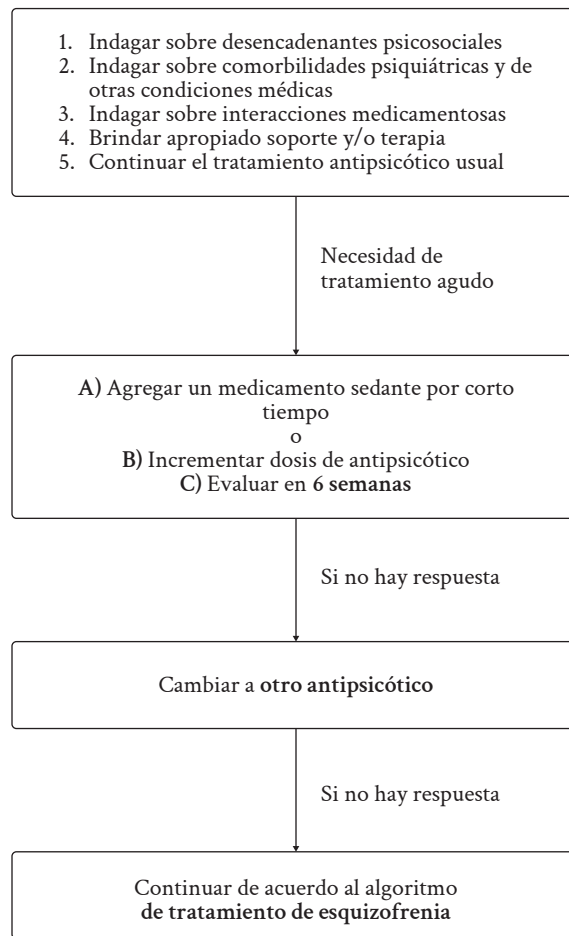 1. Indagar sobre desencadenantes psicosociales
2. Indagar sobre comorbilidades psiquiátricas y de
otras condiciones médicas
3. Indagar sobre interacciones medicamentosas
4. Brindar apropiado soporte y/o terapia
5. Continuar el tratamiento antipsicótico usual
Necesidad de
tratamiento agudo
A) Agregar un medicamento sedante por corto
tiempo
o
B) Incrementar dosis de antipsicótico
C) Evaluar en 6 semanas
Si no hay respuesta
Cambiar a otro antipsicótico
Si no hay respuesta
Continuar de acuerdo al algoritmo
de tratamiento de esquizofrenia